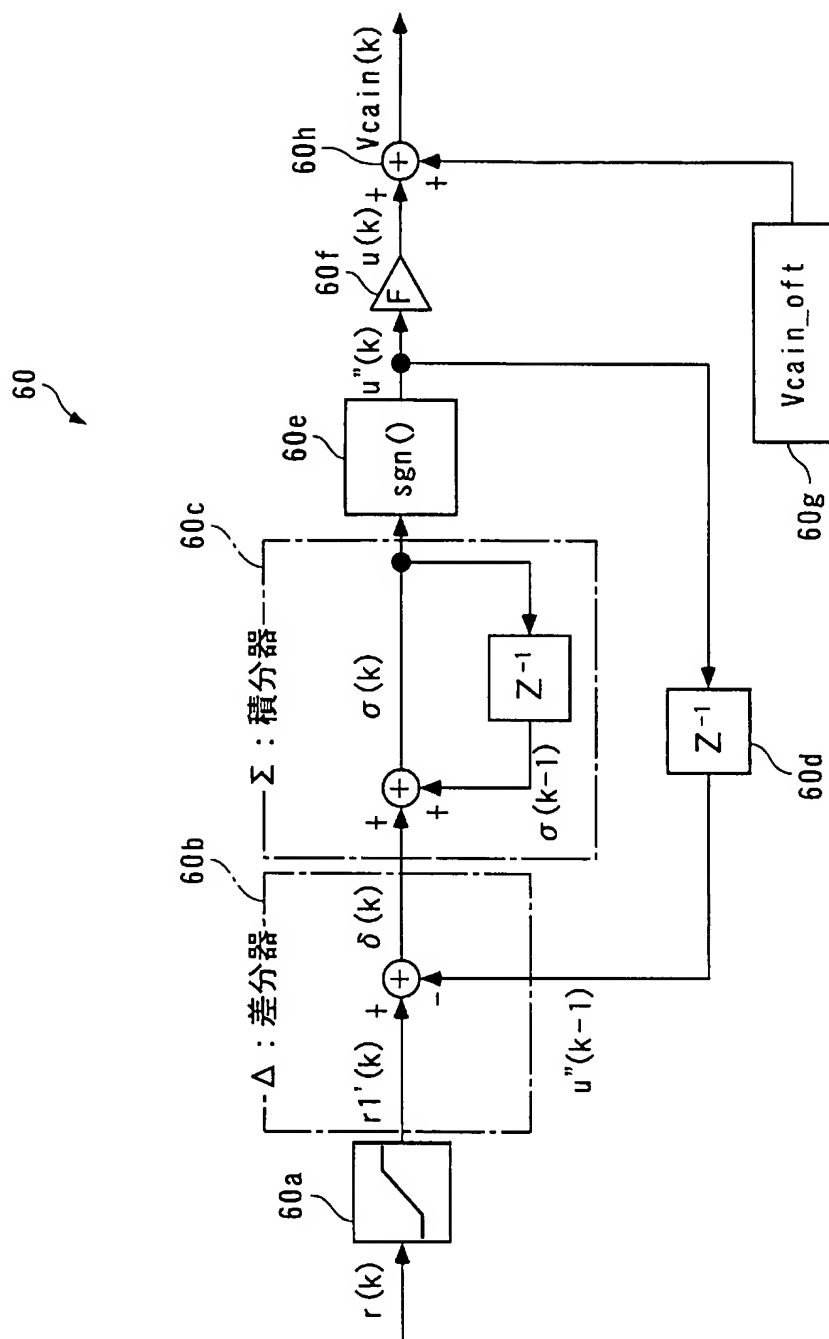 60
r(k)
60a
r1'(k)
+
-
+
Δ：差分器
60b
δ(k)
u"(k-1)
+
+
+
Σ：積分器
60c
σ(k)
σ(k-1)
Z⁻¹
sgn()
60e
u"(k)
Z⁻¹
60d
F
60f
u(k)
+
+
+
60h
Vcain(k)
Vcain_oft
60g